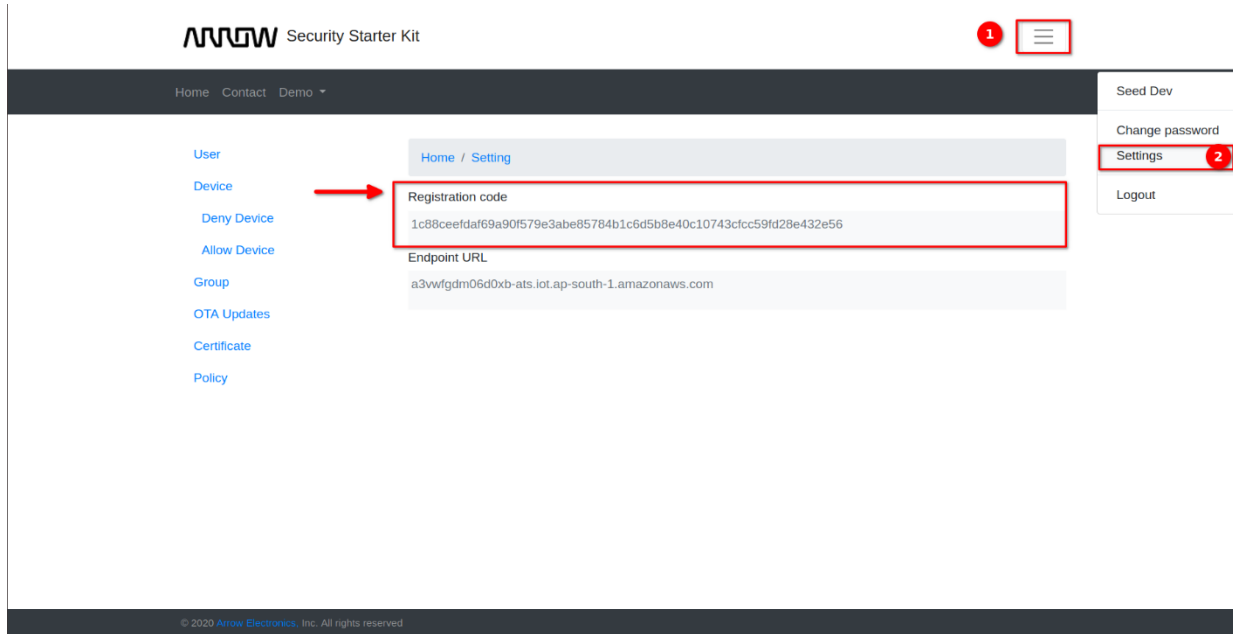 ARROW Security Starter Kit
1
Home Contact Demo
Seed Dev
Change password
Settings 2
Logout
User
Device
Deny Device
Allow Device
Group
OTA Updates
Certificate
Policy
Home / Setting
Registration code
1c88ceefdaf69a90f579e3abe85784b1c6d5b8e40c10743cfcc59fd28e432e56
Endpoint URL
a3vwfgdm06d0xb-ats.iot.ap-south-1.amazonaws.com
© 2020 Arrow Electronics, Inc. All rights reserved